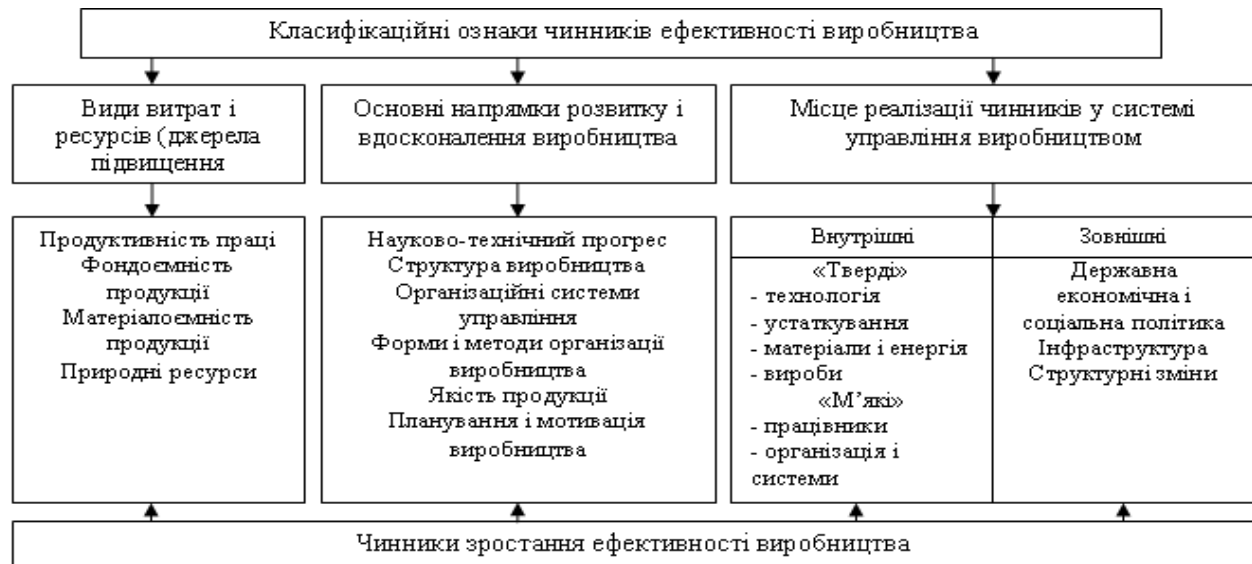 Класифікаційні ознаки чинників ефективності виробництва
Види витрат і
ресурсів (джерела
підвищення
Основні напрямки розвитку і
вдосконалення виробництва
Місце реалізації чинників у системі
управління виробництвом
Продуктивність праці
Фондоємність
продукції
Матеріалоємність
продукції
Природні ресурси
Науково-технічний прогрес
Структура виробництва
Організаційні системи
управління
Форми і методи організації
виробництва
Якість продукції
Планування і мотивація
виробництва
Внутрішні
«Тверді»
- технологія
- устаткування
- матеріали і енергія
- вироби
«М’які»
- працівники
- організація і
системи
Зовнішні
Державна
економічна і
соціальна політика
Інфраструктура
Структурні зміни
Чинники зростання ефективності виробництва